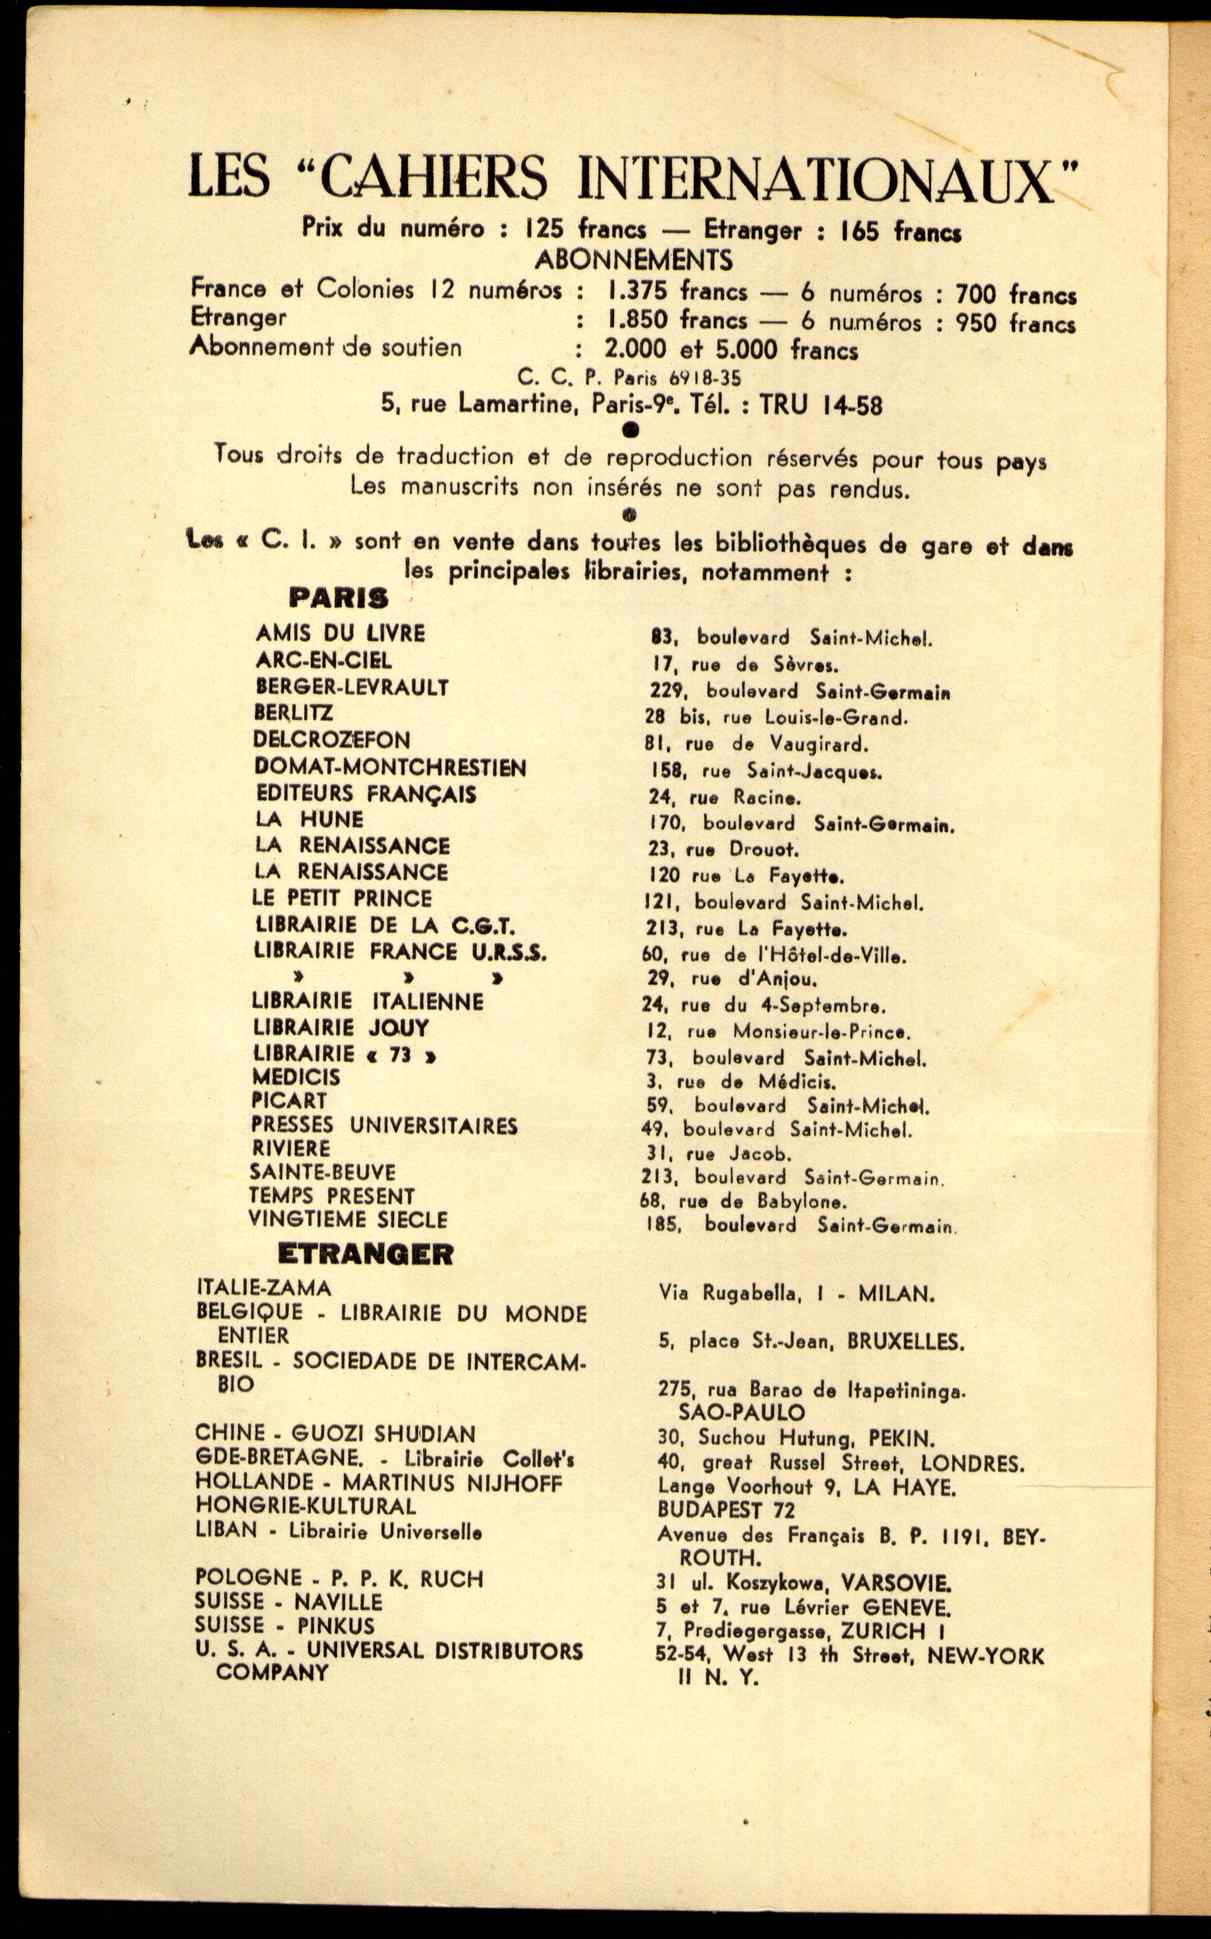 LES “CAHIERS INTERNATIONAUX”
Prix du numéro : 125 francs — Etranger : 165 francs
ABONNEMENTS
France et Colonies 12 numéros : 1.375 francs — 6 numéros : 700 francs
Etranger : 1.850 francs — 6 numéros : 950 francs
Abonnement de soutien : 2.000 et 5.000 francs
C. C. P. Paris 6918-35
5, rue Lamartine, Paris-9e. Tél. : TRU 14-58
●
Tous droits de traduction et de reproduction réservés pour tous pays
Les manuscrits non insérés ne sont pas rendus.
●
Les « C. I. » sont en vente dans toutes les bibliothèques de gare et dans
les principales librairies, notamment :
PARIS
AMIS DU LIVRE 83, boulevard Saint-Michel.
ARC-EN-CIEL 17, rue de Sèvres.
BERGER-LEVRAULT 229, boulevard Saint-Germain
BERLITZ 28 bis, rue Louis-le-Grand.
DELCROZEFON 81, rue de Vaugirard.
DOMAT-MONTCHRESTIEN 158, rue Saint-Jacques.
EDITEURS FRANÇAIS 24, rue Racine.
LA HUNE 170, boulevard Saint-Germain.
LA RENAISSANCE 23, rue Drouot.
LA RENAISSANCE 120 rue La Fayette.
LE PETIT PRINCE 121, boulevard Saint-Michel.
LIBRAIRIE DE LA C.G.T. 213, rue La Fayette.
LIBRAIRIE FRANCE U.R.S.S. 60, rue de l'Hôtel-de-Ville.
» » » 29, rue d'Anjou.
LIBRAIRIE ITALIENNE 24, rue du 4-Septembre.
LIBRAIRIE JOUY 12, rue Monsieur-le-Prince.
LIBRAIRIE « 73 » 73, boulevard Saint-Michel.
MEDICIS 3, rue de Médicis.
PICART 59, boulevard Saint-Michel.
PRESSES UNIVERSITAIRES 49, boulevard Saint-Michel.
RIVIERE 31, rue Jacob.
SAINTE-BEUVE 213, boulevard Saint-Germain.
TEMPS PRESENT 68, rue de Babylone.
VINGTIEME SIECLE 185, boulevard Saint-Germain.
ETRANGER
ITALIE-ZAMA Via Rugabella, 1 - MILAN.
BELGIQUE - LIBRAIRIE DU MONDE
ENTIER 5, place St.-Jean, BRUXELLES.
BRESIL - SOCIEDADE DE INTERCAM-
BIO 275, rua Barao de Itapetininga.
SAO-PAULO
CHINE - GUOZI SHUDIAN 30, Suchou Hutung, PEKIN.
GDE-BRETAGNE. - Librairie Collet's 40, great Russel Street, LONDRES.
HOLLANDE - MARTINUS NIJHOFF Lange Voorhout 9, LA HAYE.
HONGRIE-KULTURAL BUDAPEST 72
LIBAN - Librairie Universelle Avenue des Français B. P. 1191, BEY-
ROUTH.
POLOGNE - P. P. K. RUCH 31 ul. Koszykowa, VARSOVIE.
SUISSE - NAVILLE 5 et 7, rue Lévrier GENEVE.
SUISSE - PINKUS 7, Prediegergasse, ZURICH 1
U. S. A. - UNIVERSAL DISTRIBUTORS 52-54, West 13 th Street, NEW-YORK
COMPANY 11 N. Y.